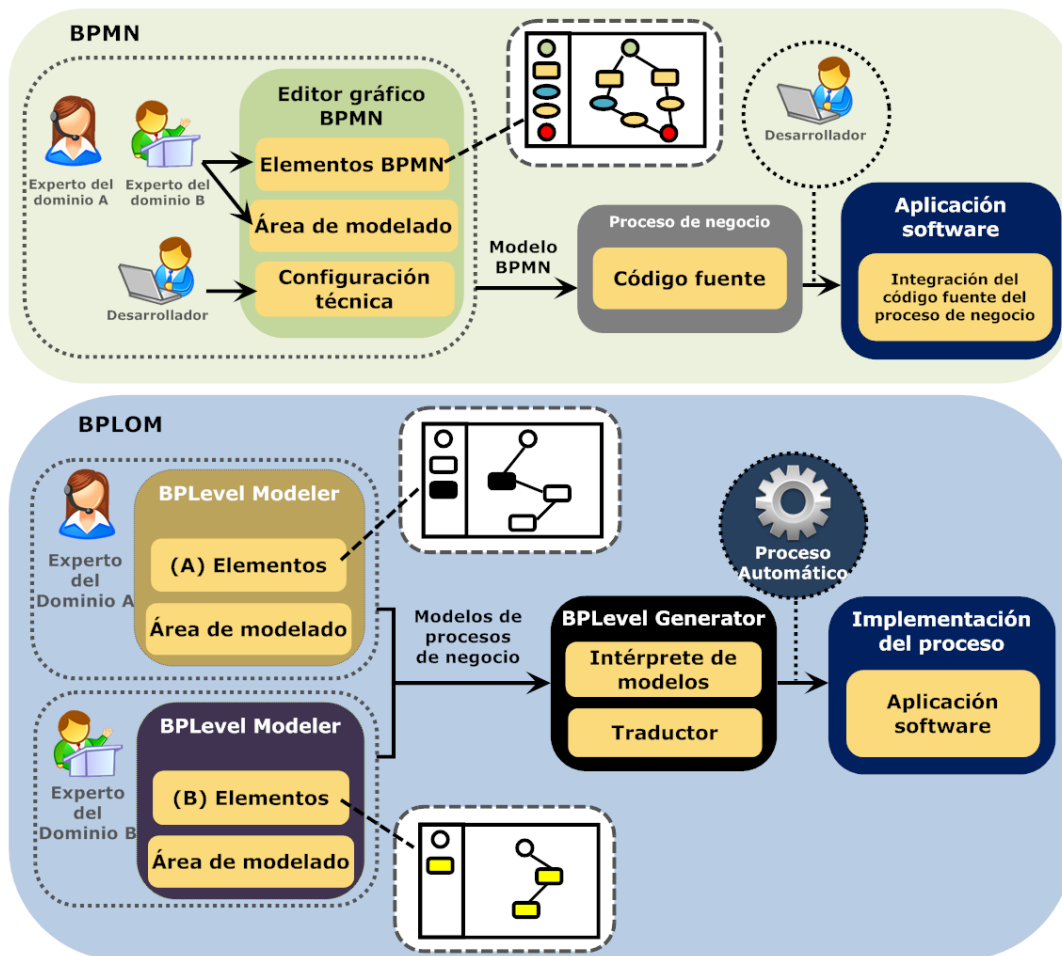 BPMN
Editor gráfico
BPMN
Elementos BPMN
Área de modelado
Configuración
técnica
Experto del
dominio A
Experto del
dominio B
Desarrollador
Modelo
BPMN
Proceso de negocio
Código fuente
Desarrollador
Aplicación
software
Integración del
código fuente del
proceso de negocio
BPLOM
BPLevel Modeler
(A) Elementos
Área de modelado
Experto
del
Dominio A
BPLevel Modeler
(B) Elementos
Área de modelado
Experto
del
Dominio B
Modelos de
procesos
de negocio
BPLevel Generator
Intérprete de
modelos
Traductor
Proceso
Automático
Implementación
del proceso
Aplicación
software